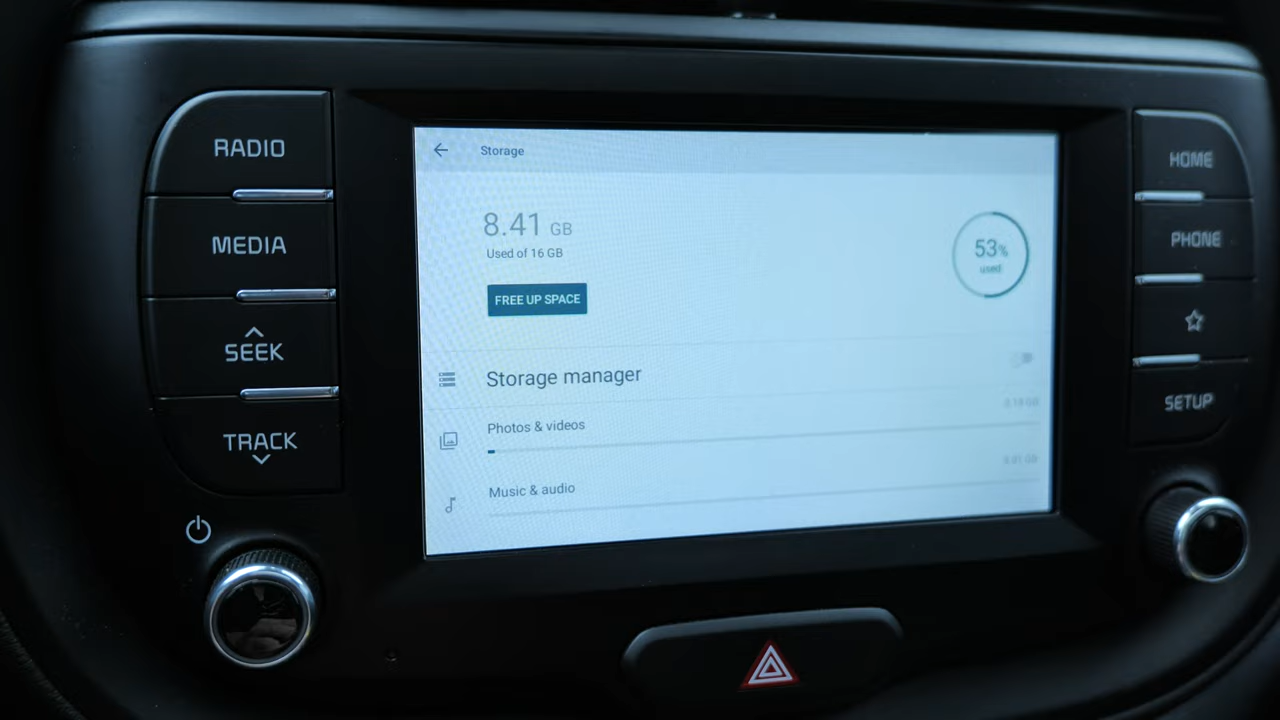 RADIO
MEDIA
SEEK
TRACK
Storage
8.41 GB
Used of 16 GB
FREE UP SPACE
53%
used
Storage manager
Photos & videos
Music & audio
HOME
PHONE
SETUP